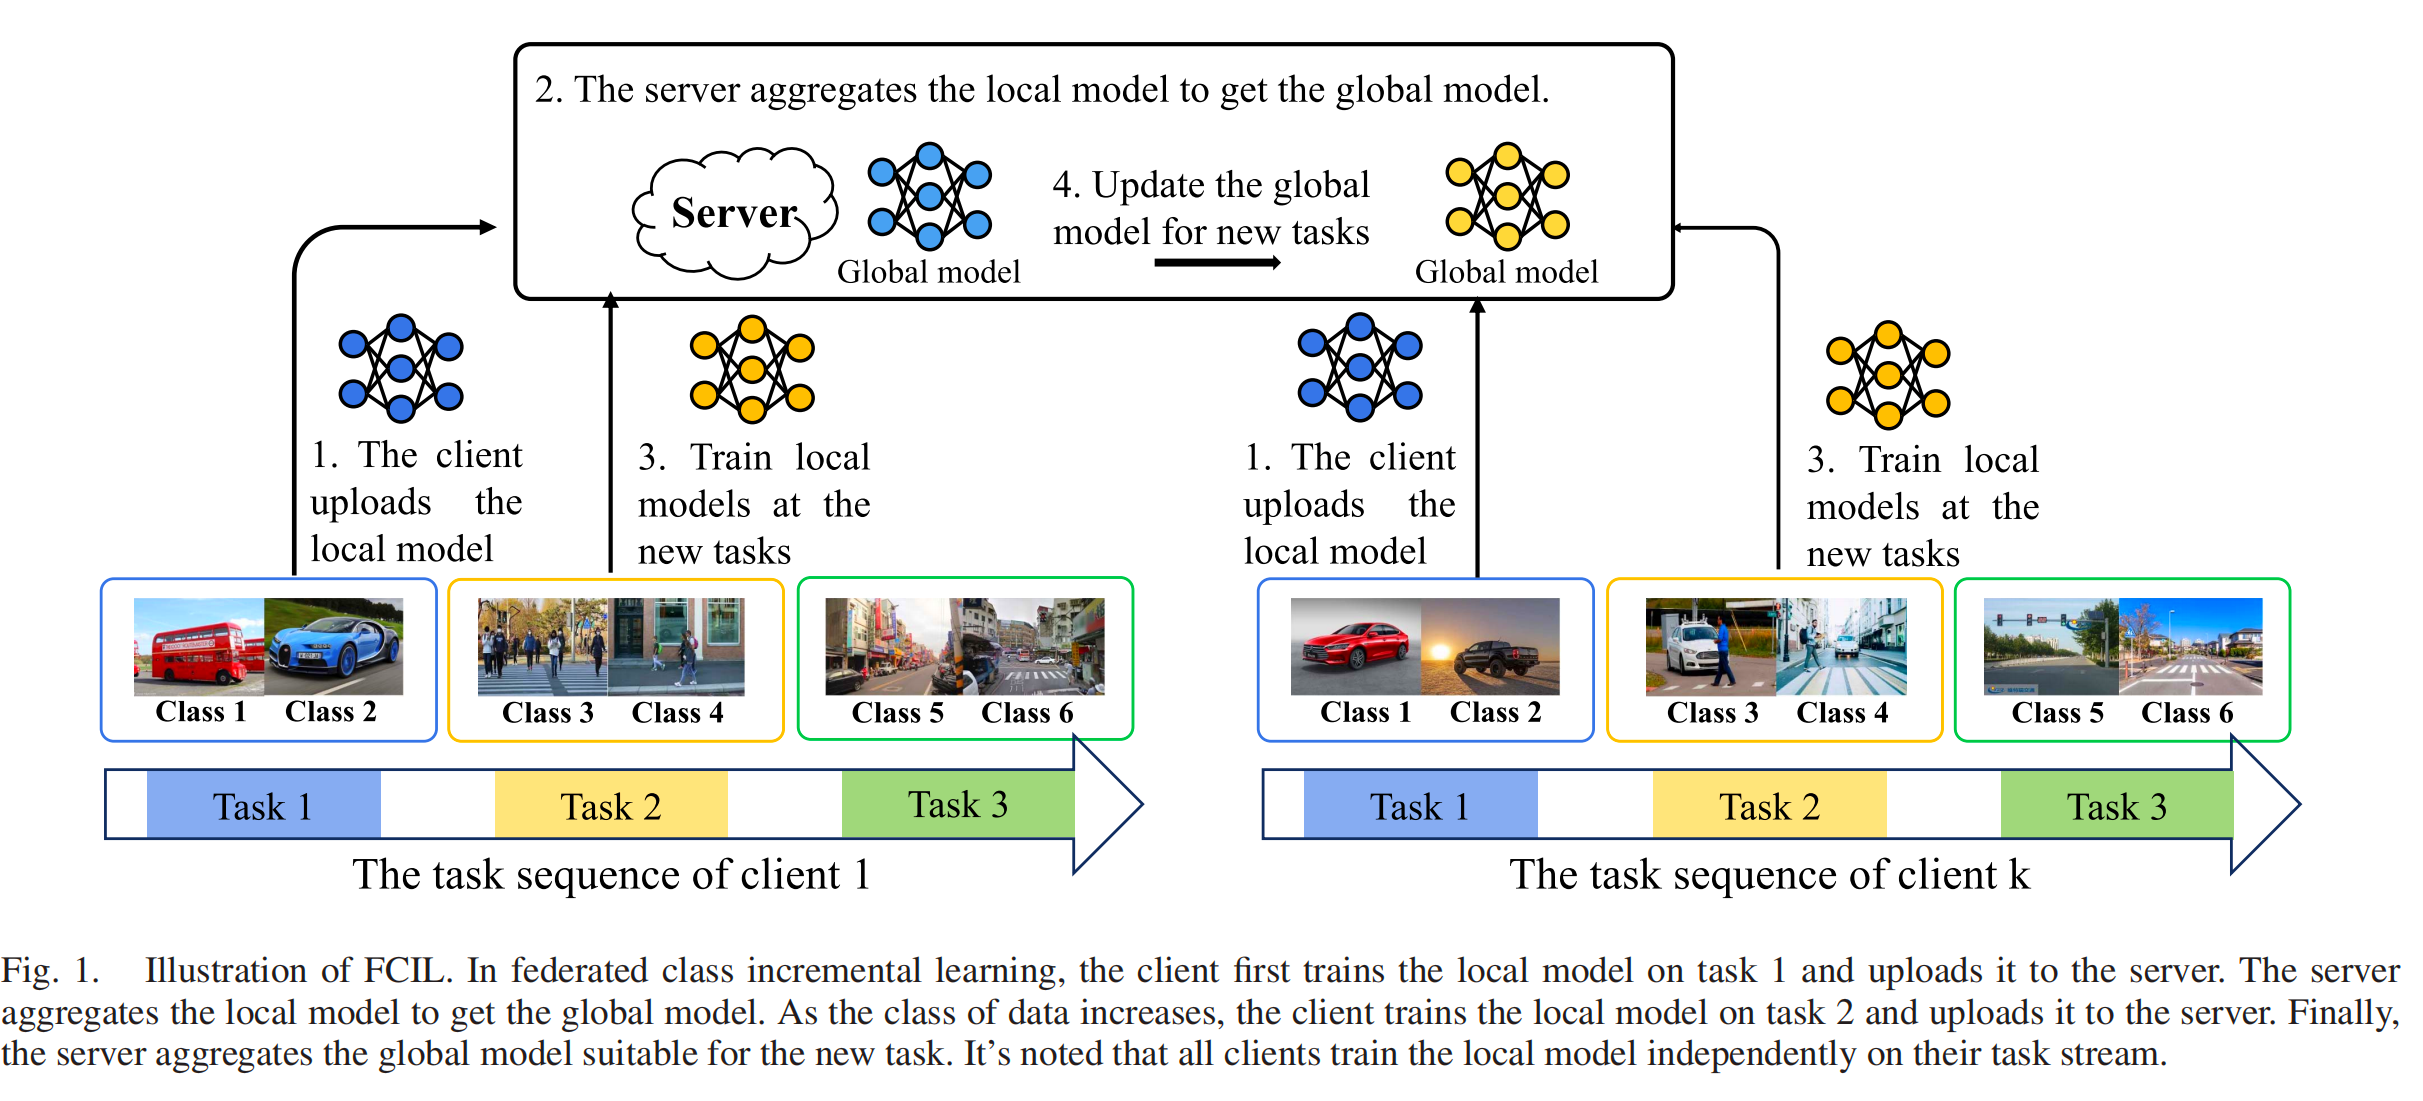 2. The server aggregates the local model to get the global model.
Server
4. Update the global
model for new tasks
Global model
Global model
1. The client
uploads the
local model
3. Train local
models at the
new tasks
1. The client
uploads the
local model
3. Train local
models at the
new tasks
Class 1 Class 2
Class 3 Class 4
Class 5 Class 6
Class 1 Class 2
Class 3 Class 4
Class 5 Class 6
Task 1
Task 2
Task 3
Task 1
Task 2
Task 3
The task sequence of client 1
The task sequence of client k
Fig. 1. Illustration of FCIL. In federated class incremental learning, the client first trains the local model on task 1 and uploads it to the server. The server
aggregates the local model to get the global model. As the class of data increases, the client trains the local model on task 2 and uploads it to the server. Finally,
the server aggregates the global model suitable for the new task. It's noted that all clients train the local model independently on their task stream.